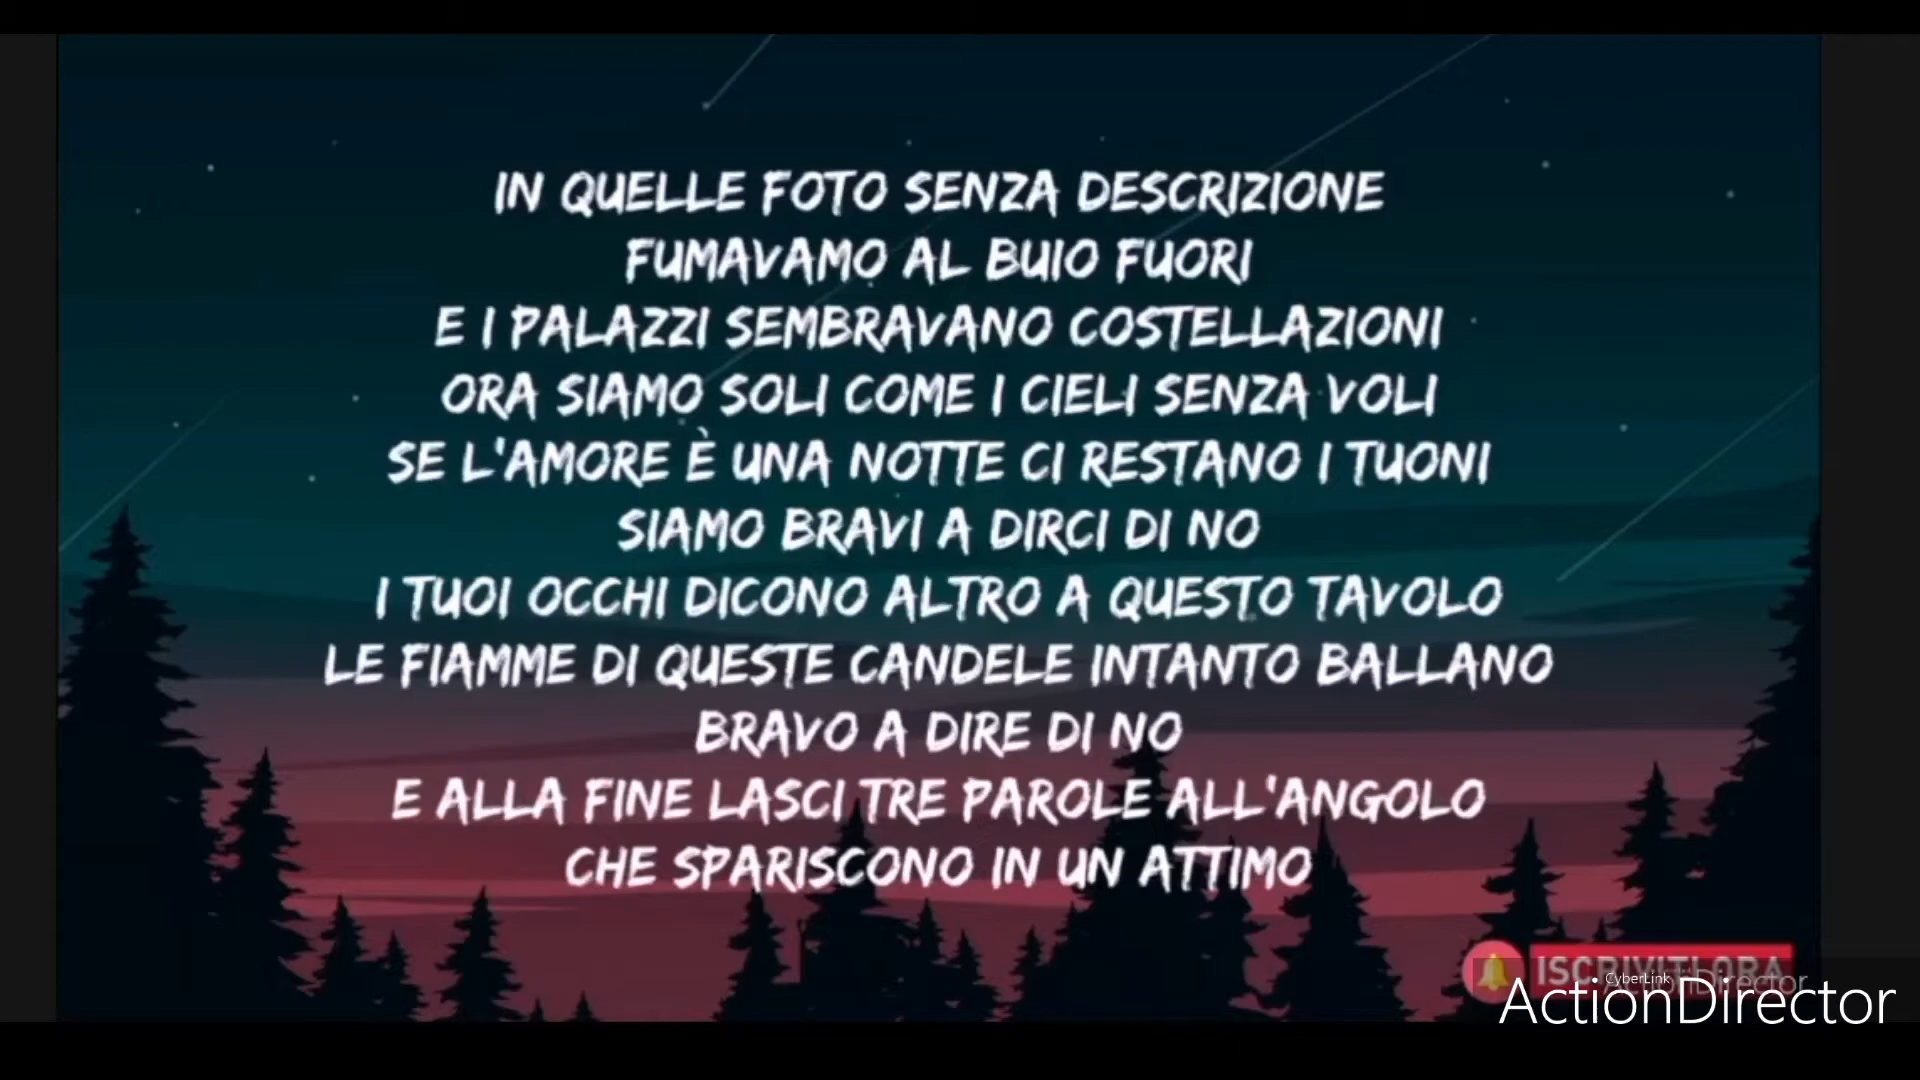 IN QUELLE FOTO SENZA DESCRIZIONE
FUMAVAMO AL BUIO FUORI
E I PALAZZI SEMBRAVANO COSTELLAZIONI
ORA SIAMO SOLI COME I CIELI SENZA VOLI
SE L'AMORE È UNA NOTTE CI RESTANO I TUONI
SIAMO BRAVI A DIRCI DI NO
I TUOI OCCHI DICONO ALTRO A QUESTO TAVOLO
LE FIAMME DI QUESTE CANDELE INTANTO BALLANO
BRAVO A DIRE DI NO
E ALLA FINE LASCI TRE PAROLE ALL'ANGOLO
CHE SPARISCONO IN UN ATTIMO
ISCRIVITI ORA
CyberLink
ActionDirector
ActionDirector